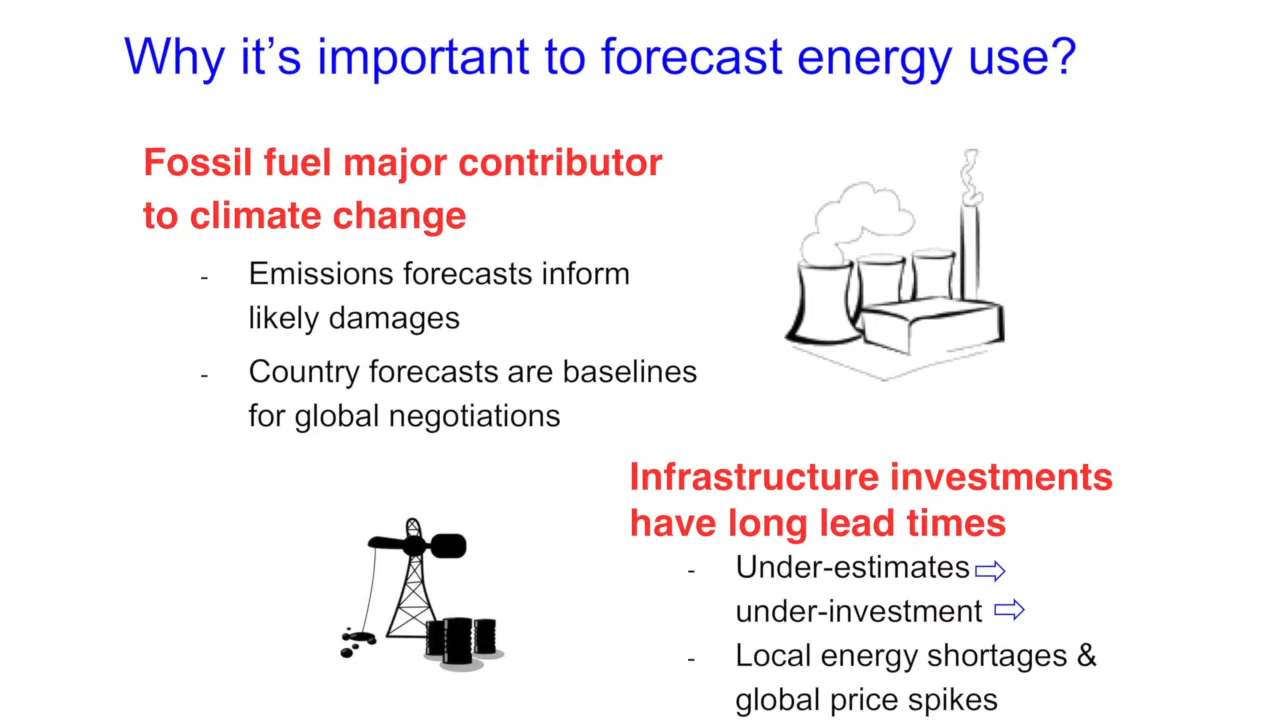 Why it's important to forecast energy use?
Fossil fuel major contributor
to climate change
- Emissions forecasts inform
likely damages
- Country forecasts are baselines
for global negotiations
Infrastructure investments
have long lead times
- Under-estimates ⇨
under-investment ⇨
- Local energy shortages &
global price spikes